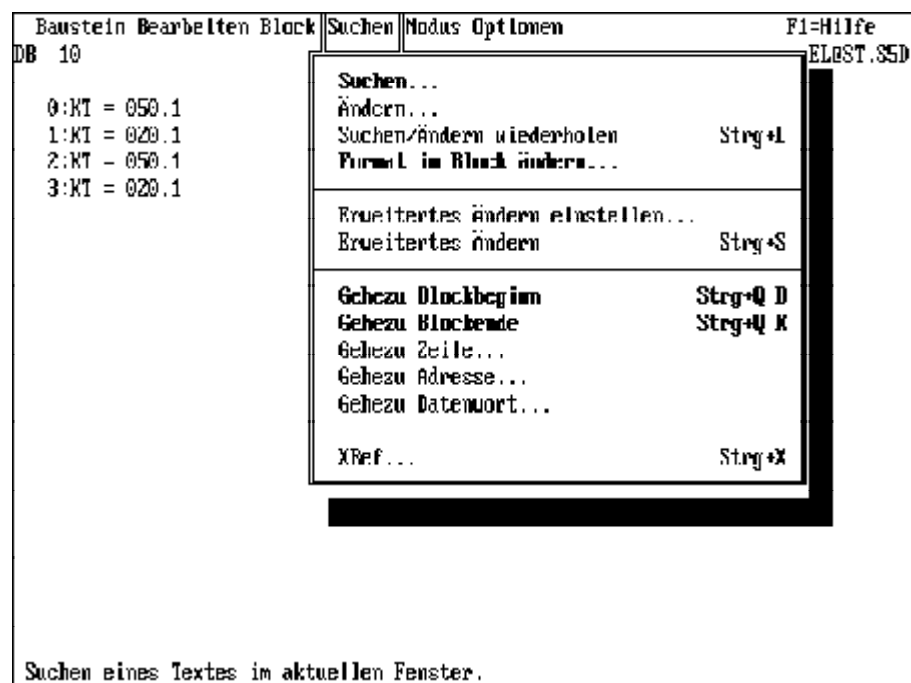 Baustein Bearbeiten Block Suchen Modus Optionen F1=Hilfe
DB 10 EL@ST.S5D
0:KT = 050.1
1:KT = 020.1
2:KT = 050.1
3:KT = 020.1
Suchen...
Ändern...
Suchen/Ändern wiederholen Strg+L
Format im Block ändern...
Erweitertes ändern einstellen...
Erweitertes Ändern Strg+S
Gehezu Blockbeginn Strg+Q B
Gehezu Blockende Strg+Q K
Gehezu Zeile...
Gehezu Adresse...
Gehezu Datenwort...
XRef... Strg+X
Suchen eines Textes im aktuellen Fenster.